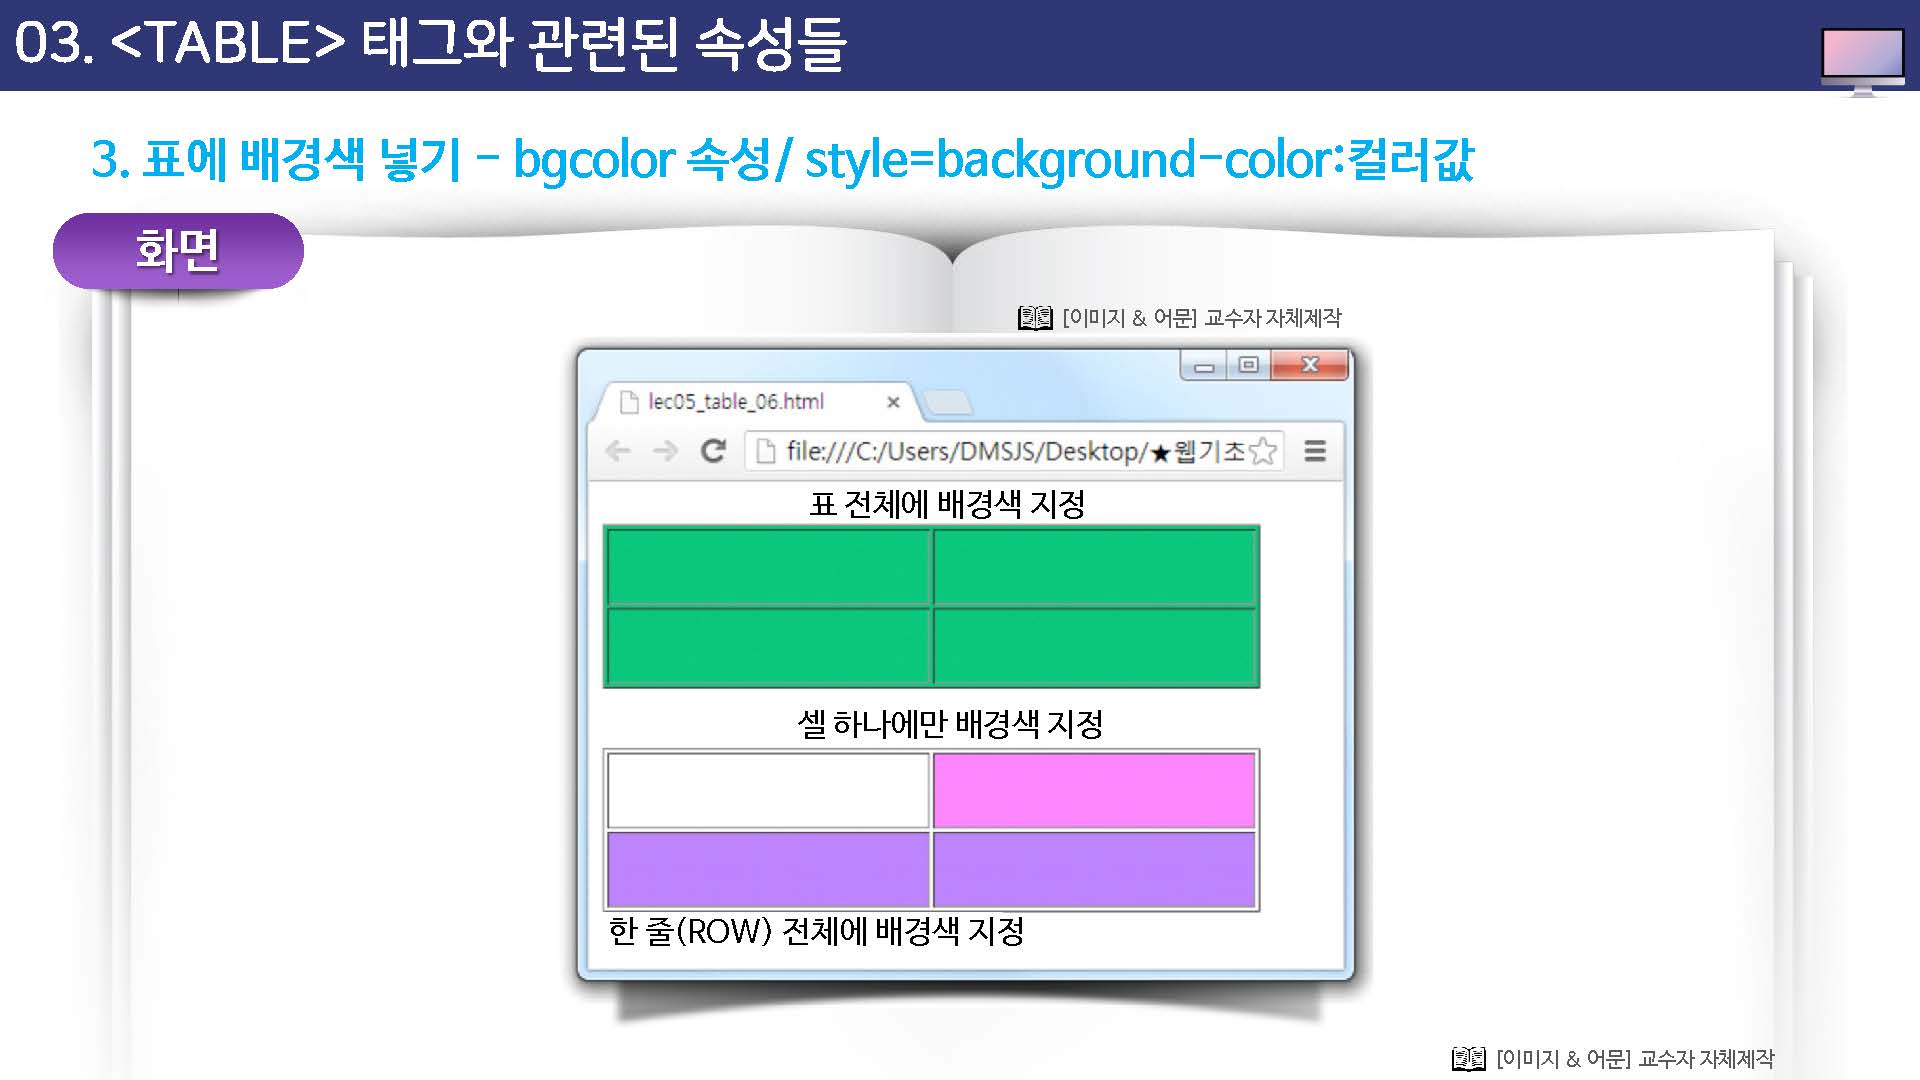 03. <TABLE> 태그와 관련된 속성들
3. 표에 배경색 넣기 - bgcolor 속성/ style=background-color:컬러값
화면
[이미지 & 어문] 교수자 자체제작
lec05_table_06.html
file:///C:/Users/DMSJS/Desktop/★웹기초
표 전체에 배경색 지정
셀 하나에만 배경색 지정
한 줄(ROW) 전체에 배경색 지정
[이미지 & 어문] 교수자 자체제작